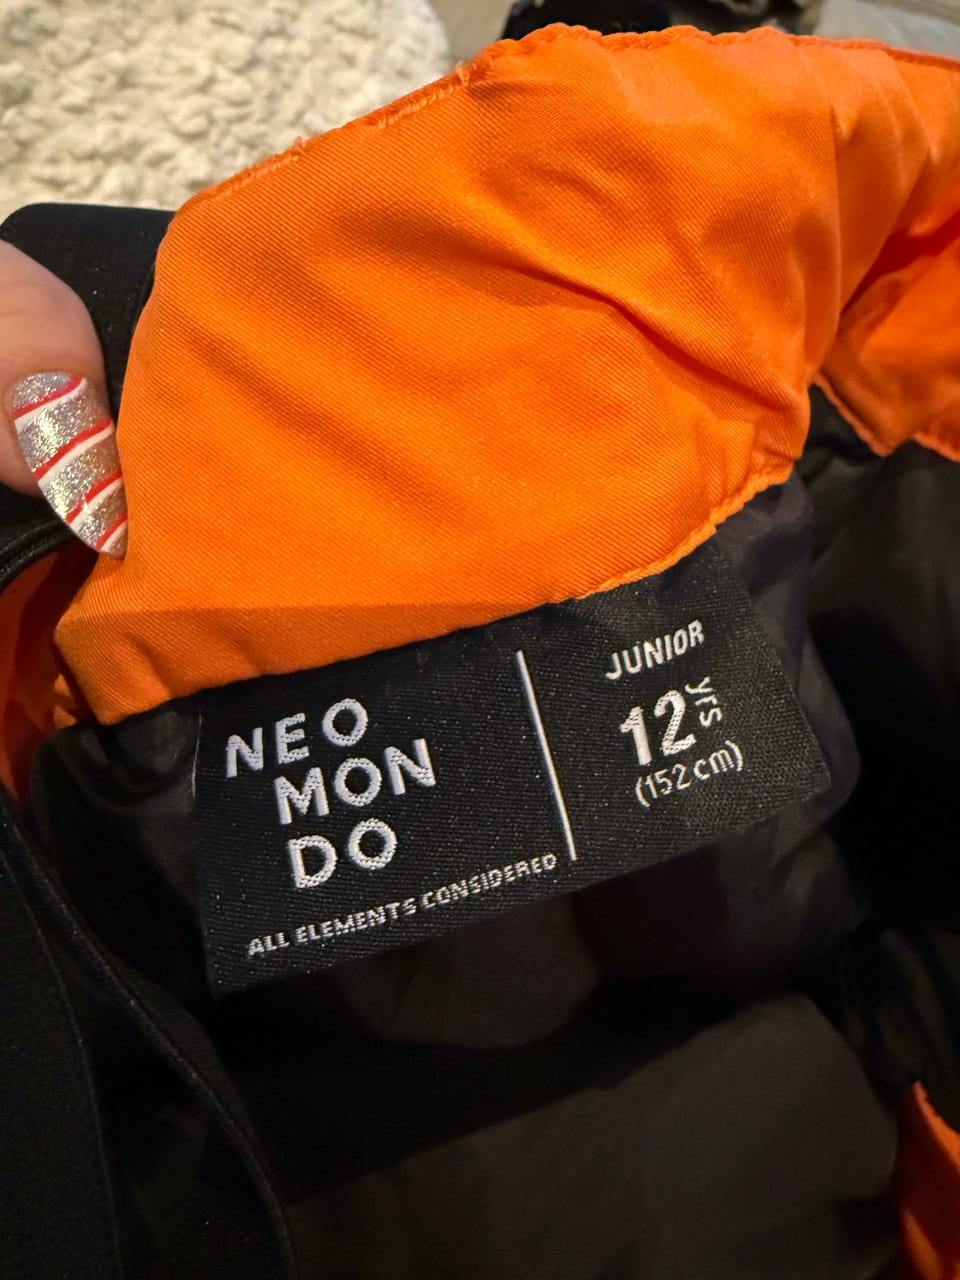 NEO
MON
DO
ALL ELEMENTS CONSIDERED
JUNIOR
12 yrs
(152 cm)